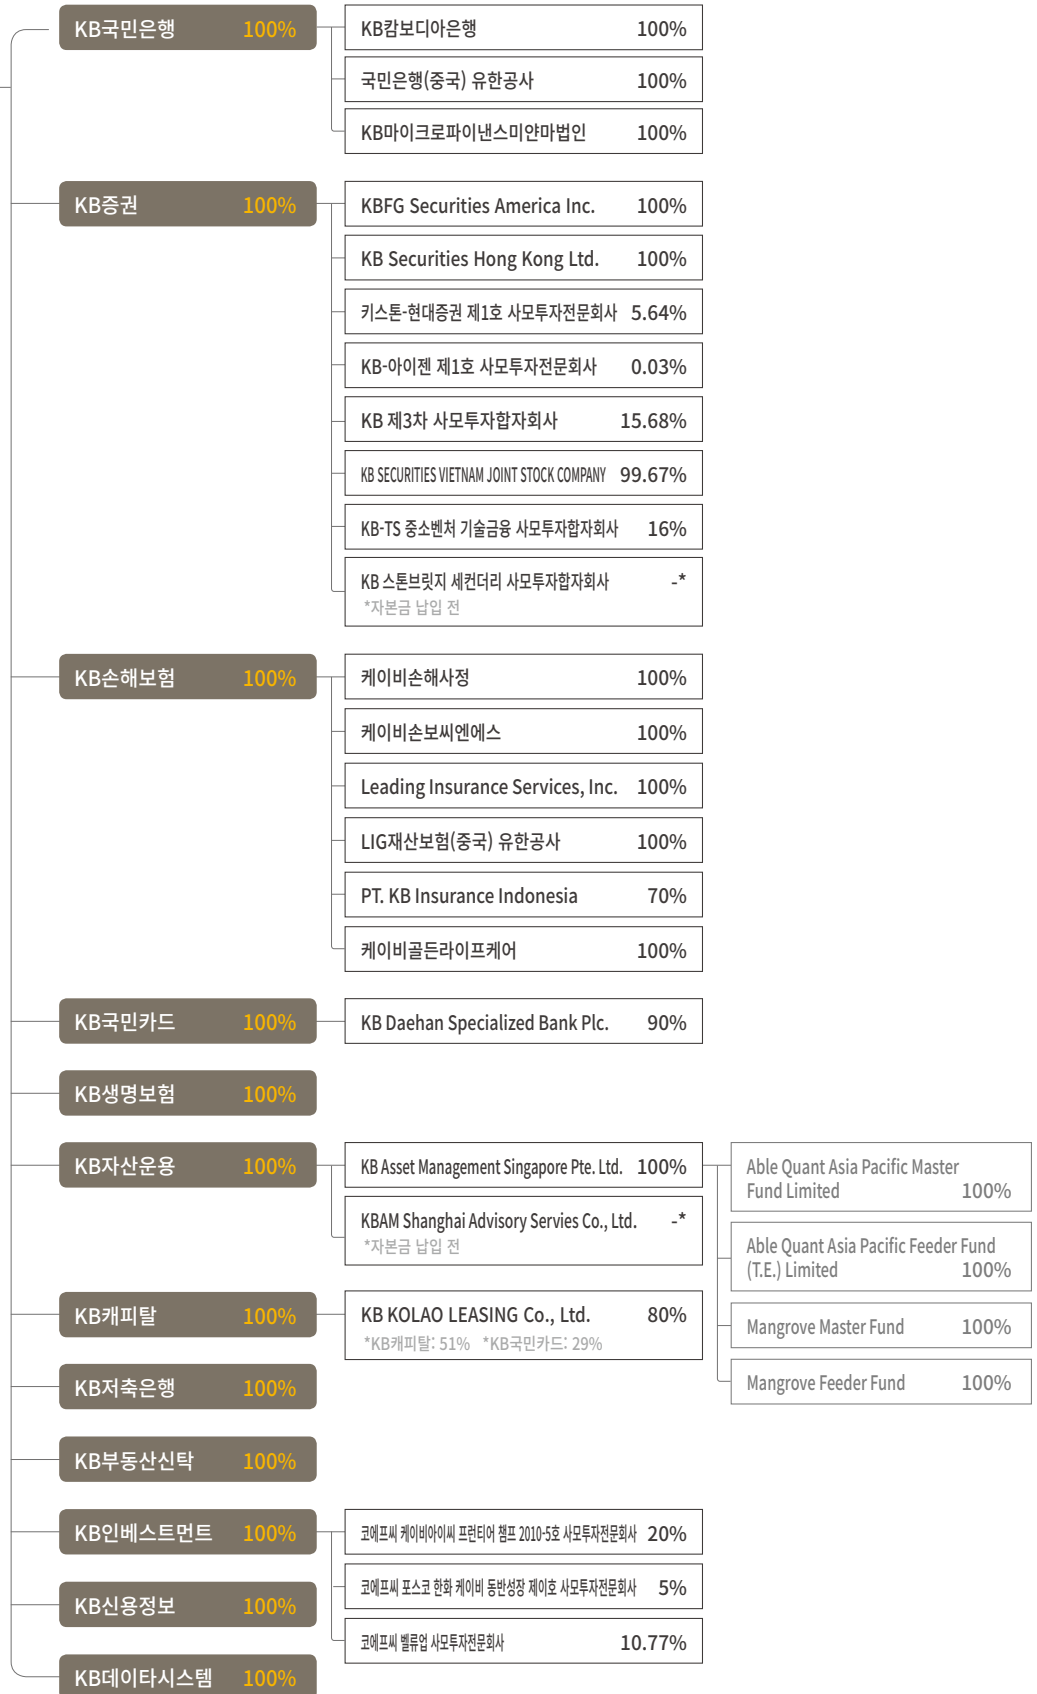 KB국민은행 100%
KB캄보디아은행 100%
국민은행(중국) 유한공사 100%
KB마이크로파이낸스미얀마법인 100%
KB증권 100%
KBFG Securities America Inc. 100%
KB Securities Hong Kong Ltd. 100%
키스톤-현대증권 제1호 사모투자전문회사 5.64%
KB-아이젠 제1호 사모투자전문회사 0.03%
KB 제3차 사모투자합자회사 15.68%
KB SECURITIES VIETNAM JOINT STOCK COMPANY 99.67%
KB-TS 중소벤처 기술금융 사모투자합자회사 16%
KB 스톤브릿지 세컨더리 사모투자합자회사 -*
*자본금 납입 전
KB손해보험 100%
케이비손해사정 100%
케이비손보씨엔에스 100%
Leading Insurance Services, Inc. 100%
LIG재산보험(중국) 유한공사 100%
PT. KB Insurance Indonesia 70%
케이비골든라이프케어 100%
KB국민카드 100%
KB Daehan Specialized Bank Plc. 90%
KB생명보험 100%
KB자산운용 100%
KB Asset Management Singapore Pte. Ltd. 100%
Able Quant Asia Pacific Master
Fund Limited 100%
KBAM Shanghai Advisory Servies Co., Ltd. -*
*자본금 납입 전
Able Quant Asia Pacific Feeder Fund
(T.E.) Limited 100%
KB캐피탈 100%
KB KOLAO LEASING Co., Ltd. 80%
*KB캐피탈: 51% *KB국민카드: 29%
Mangrove Master Fund 100%
Mangrove Feeder Fund 100%
KB저축은행 100%
KB부동산신탁 100%
KB인베스트먼트 100%
코에프씨 케이비아이씨 프런티어 챔프 2010-5호 사모투자전문회사 20%
코에프씨 포스코 한화 케이비 동반성장 제이호 사모투자전문회사 5%
KB신용정보 100%
코에프씨 밸류업 사모투자전문회사 10.77%
KB데이타시스템 100%